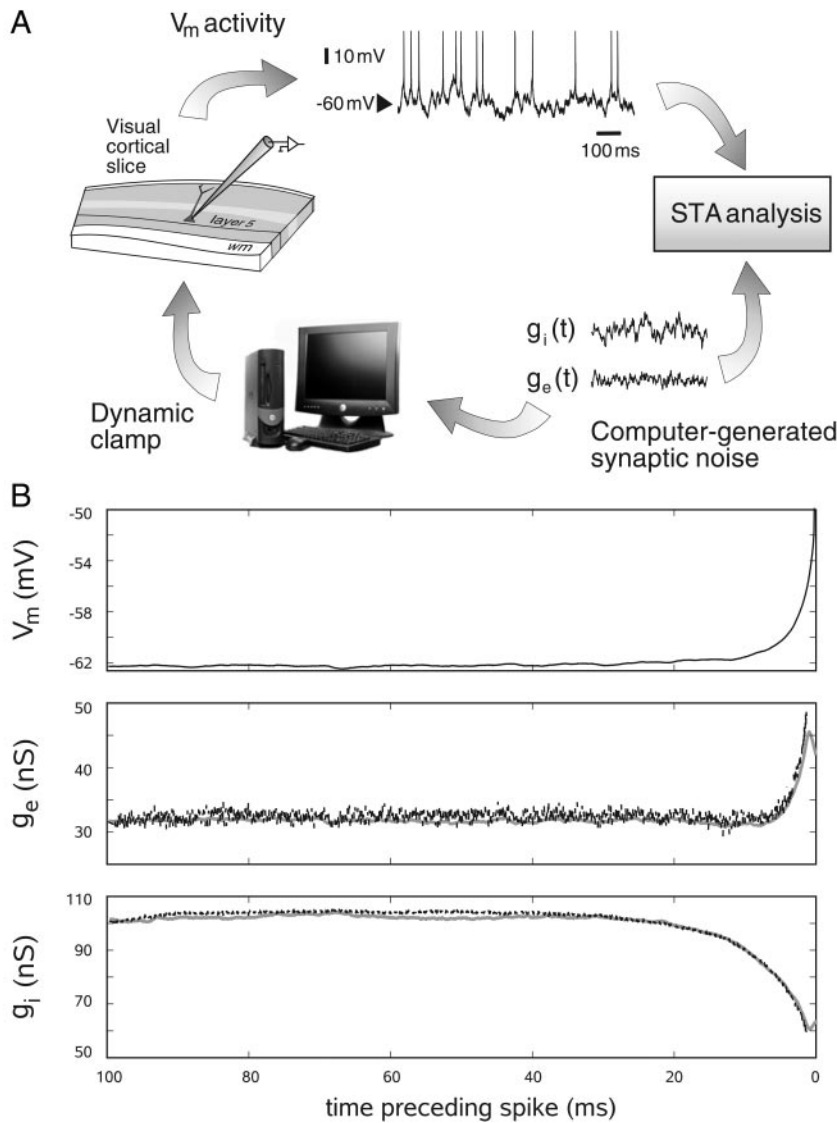 A
Vm activity
10 mV
-60 mV
100 ms
Visual
cortical
slice
layer 5
wm
STA analysis
gi (t)
ge (t)
Dynamic
clamp
Computer-generated
synaptic noise
B
-50
-54
-58
-62
Vm (mV)
50
40
30
ge (nS)
110
90
70
50
gi (nS)
100
80
60
40
20
0
time preceding spike (ms)